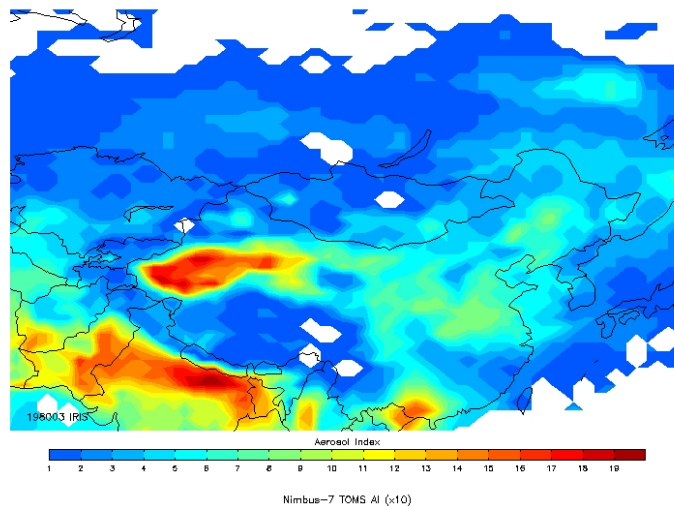 198003 IRIS
Aerosol Index
1 2 3 4 5 6 7 8 9 10 11 12 13 14 15 16 17 18 19
Nimbus-7 TOMS AI (x10)